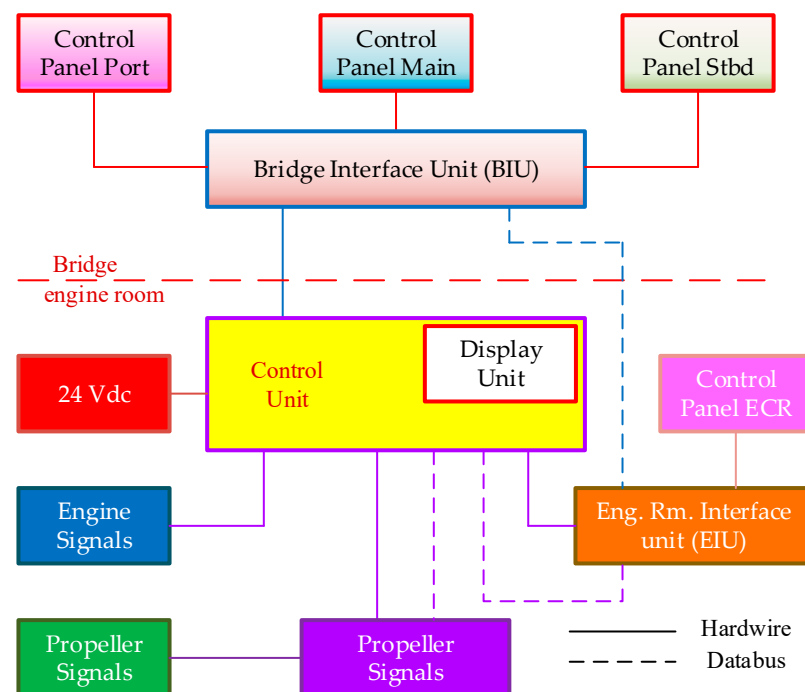 Control
Panel Port
Control
Panel Main
Control
Panel Stbd
Bridge Interface Unit (BIU)
Bridge
engine room
Control
Unit
Display
Unit
24 Vdc
Control
Panel ECR
Engine
Signals
Eng. Rm. Interface
unit (EIU)
Propeller
Signals
Propeller
Signals
Hardwire
Databus